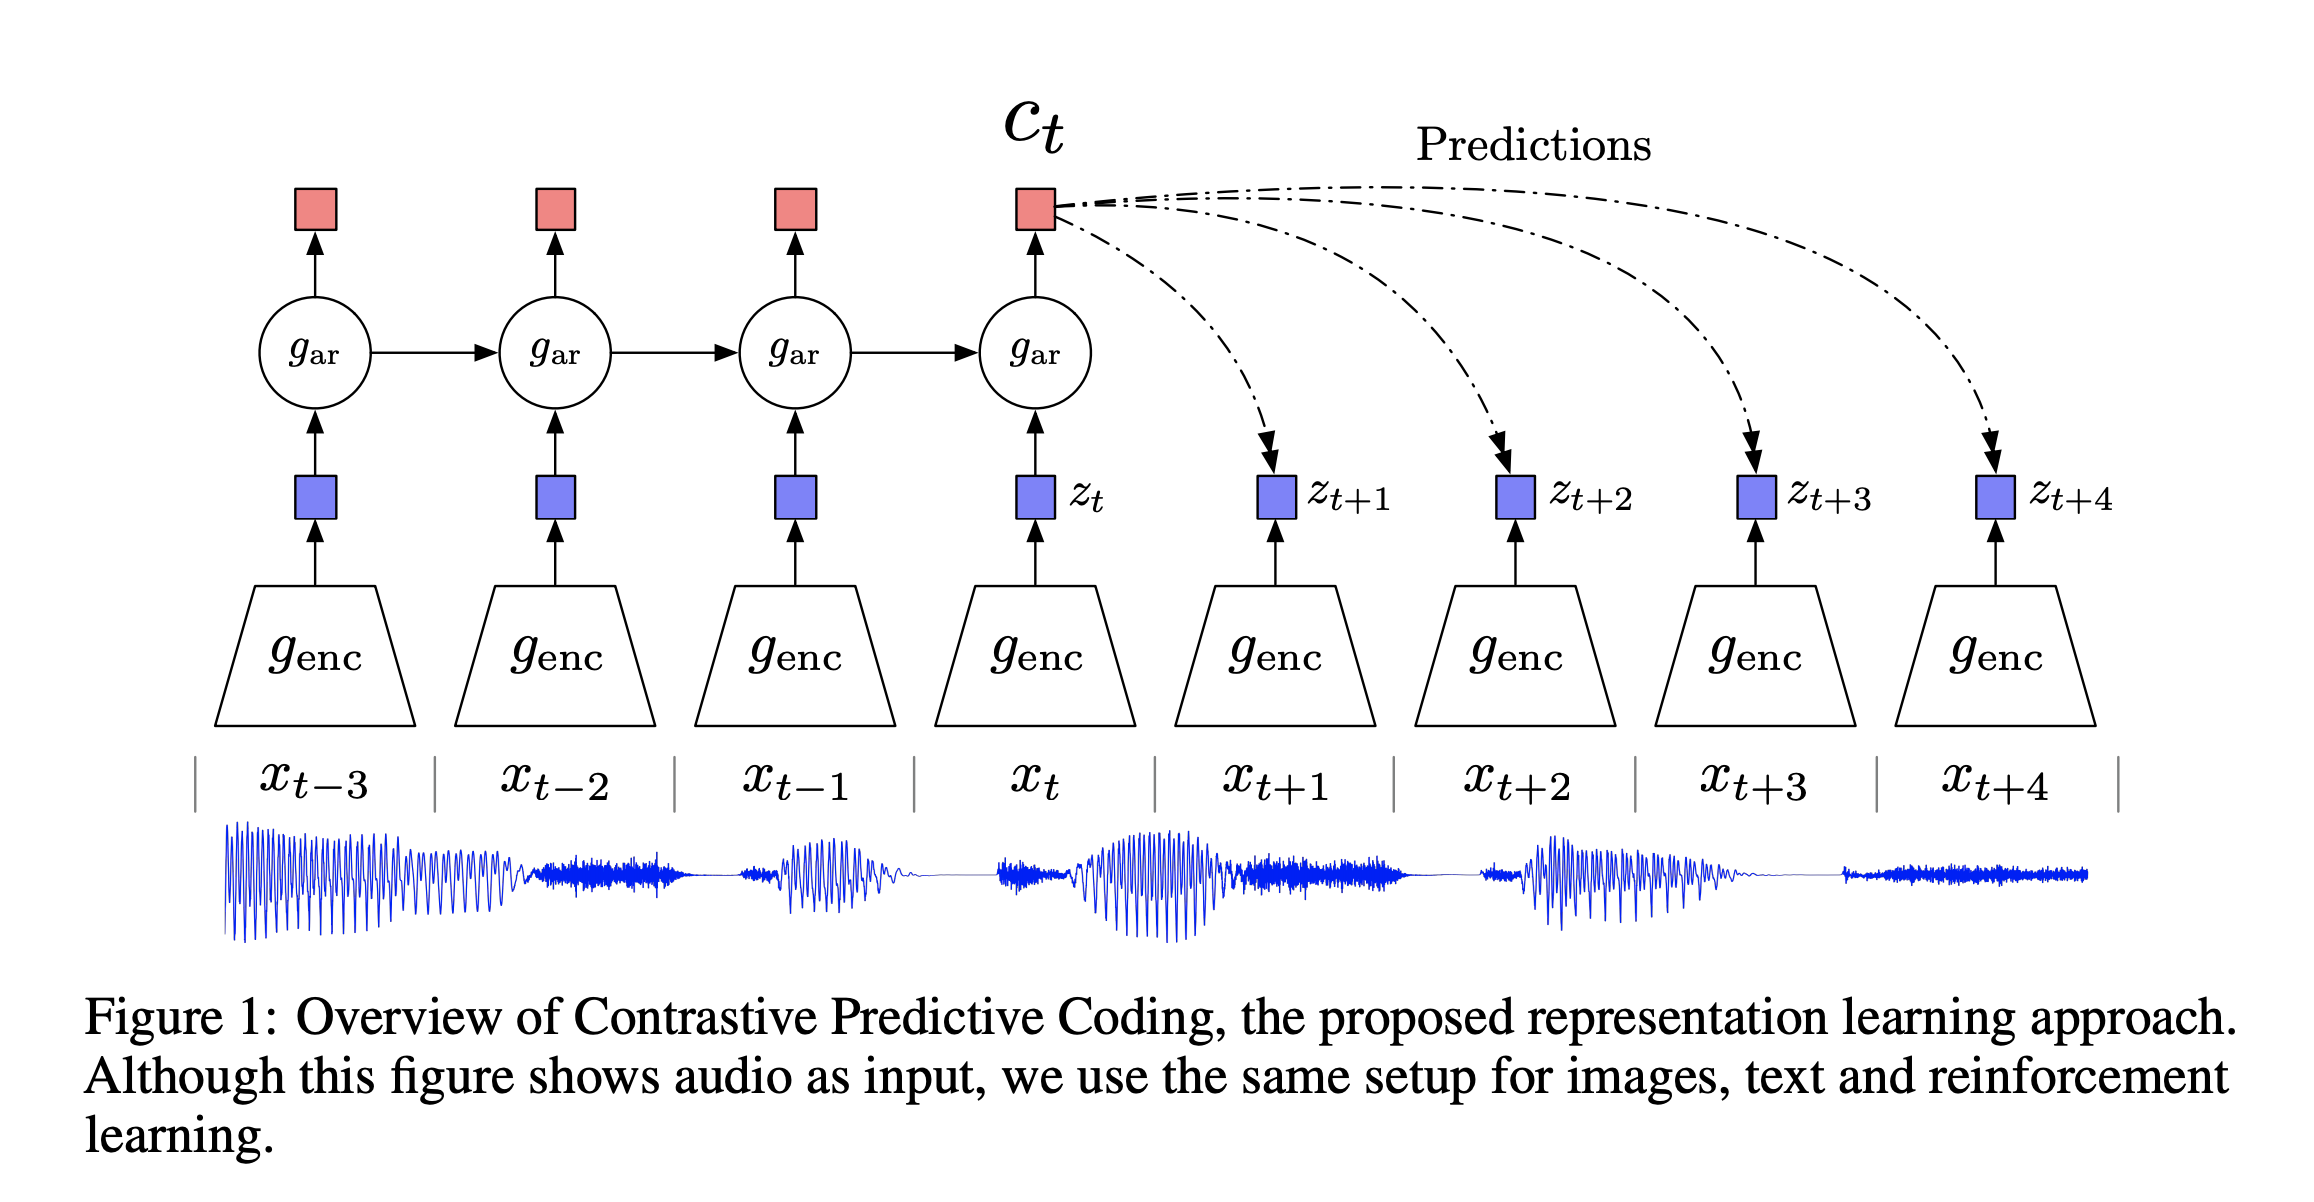 c_t
Predictions
g_ar g_ar g_ar g_ar
z_t z_{t+1} z_{t+2} z_{t+3} z_{t+4}
g_enc g_enc g_enc g_enc g_enc g_enc g_enc g_enc
x_{t−3} x_{t−2} x_{t−1} x_t x_{t+1} x_{t+2} x_{t+3} x_{t+4}
Figure 1: Overview of Contrastive Predictive Coding, the proposed representation learning approach.
Although this figure shows audio as input, we use the same setup for images, text and reinforcement
learning.